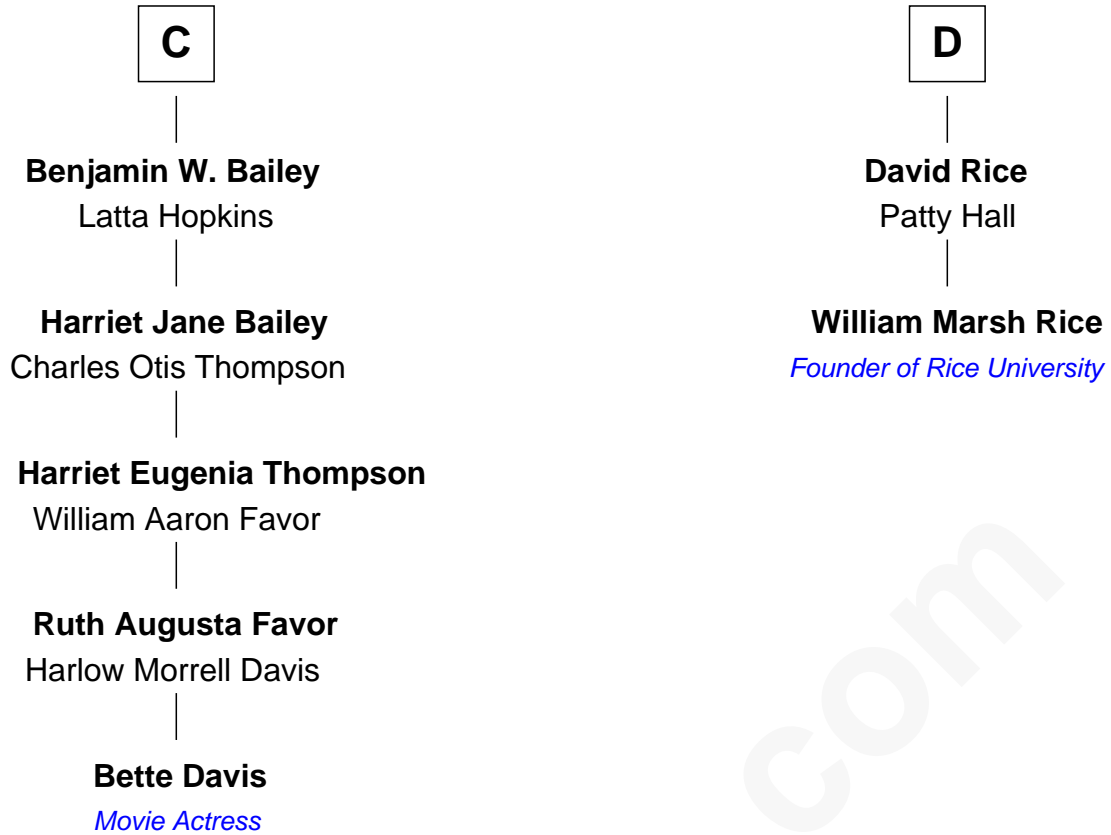 C
Benjamin W. Bailey
Latta Hopkins
Harriet Jane Bailey
Charles Otis Thompson
Harriet Eugenia Thompson
William Aaron Favor
Ruth Augusta Favor
Harlow Morrell Davis
Bette Davis
Movie Actress
D
David Rice
Patty Hall
William Marsh Rice
Founder of Rice University
com